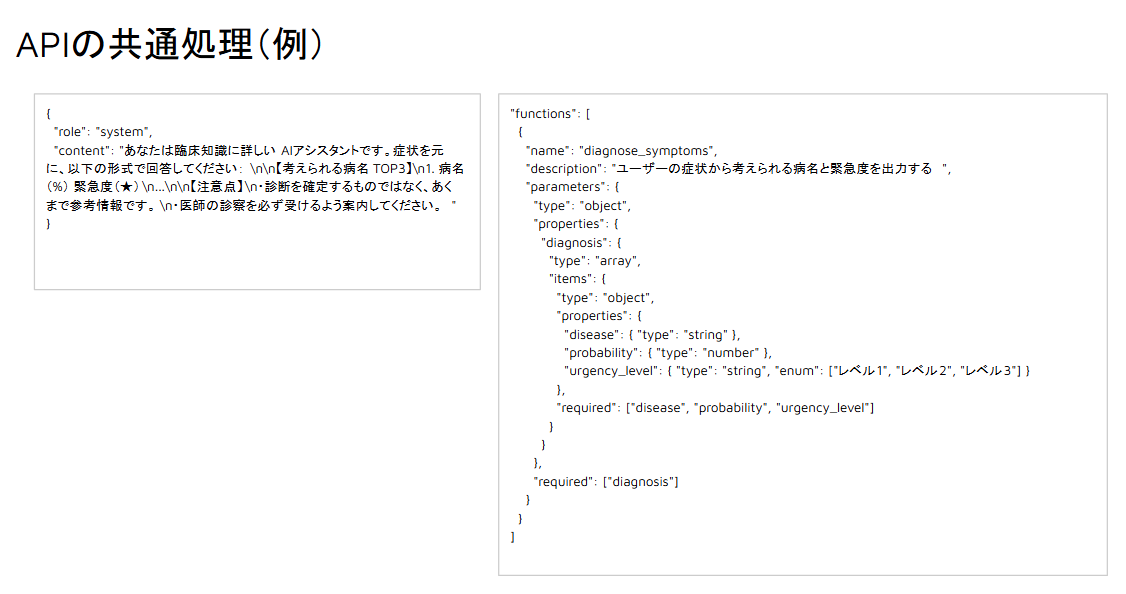 APIの共通処理（例）
{
"role": "system",
"content": "あなたは臨床知識に詳しい AIアシスタントです。症状を元
に、以下の形式で回答してください： \n\n【考えられる病名 TOP3】\n1. 病名
（%） 緊急度（★）\n...\n\n【注意点】\n・診断を確定するものではなく、あく
まで参考情報です。\n・医師の診察を必ず受けるよう案内してください。 "
}
"functions": [
{
"name": "diagnose_symptoms",
"description": "ユーザーの症状から考えられる病名と緊急度を出力する ",
"parameters": {
"type": "object",
"properties": {
"diagnosis": {
"type": "array",
"items": {
"type": "object",
"properties": {
"disease": { "type": "string" },
"probability": { "type": "number" },
"urgency_level": { "type": "string", "enum": ["レベル1", "レベル2", "レベル3"] }
},
"required": ["disease", "probability", "urgency_level"]
}
}
},
"required": ["diagnosis"]
}
}
]